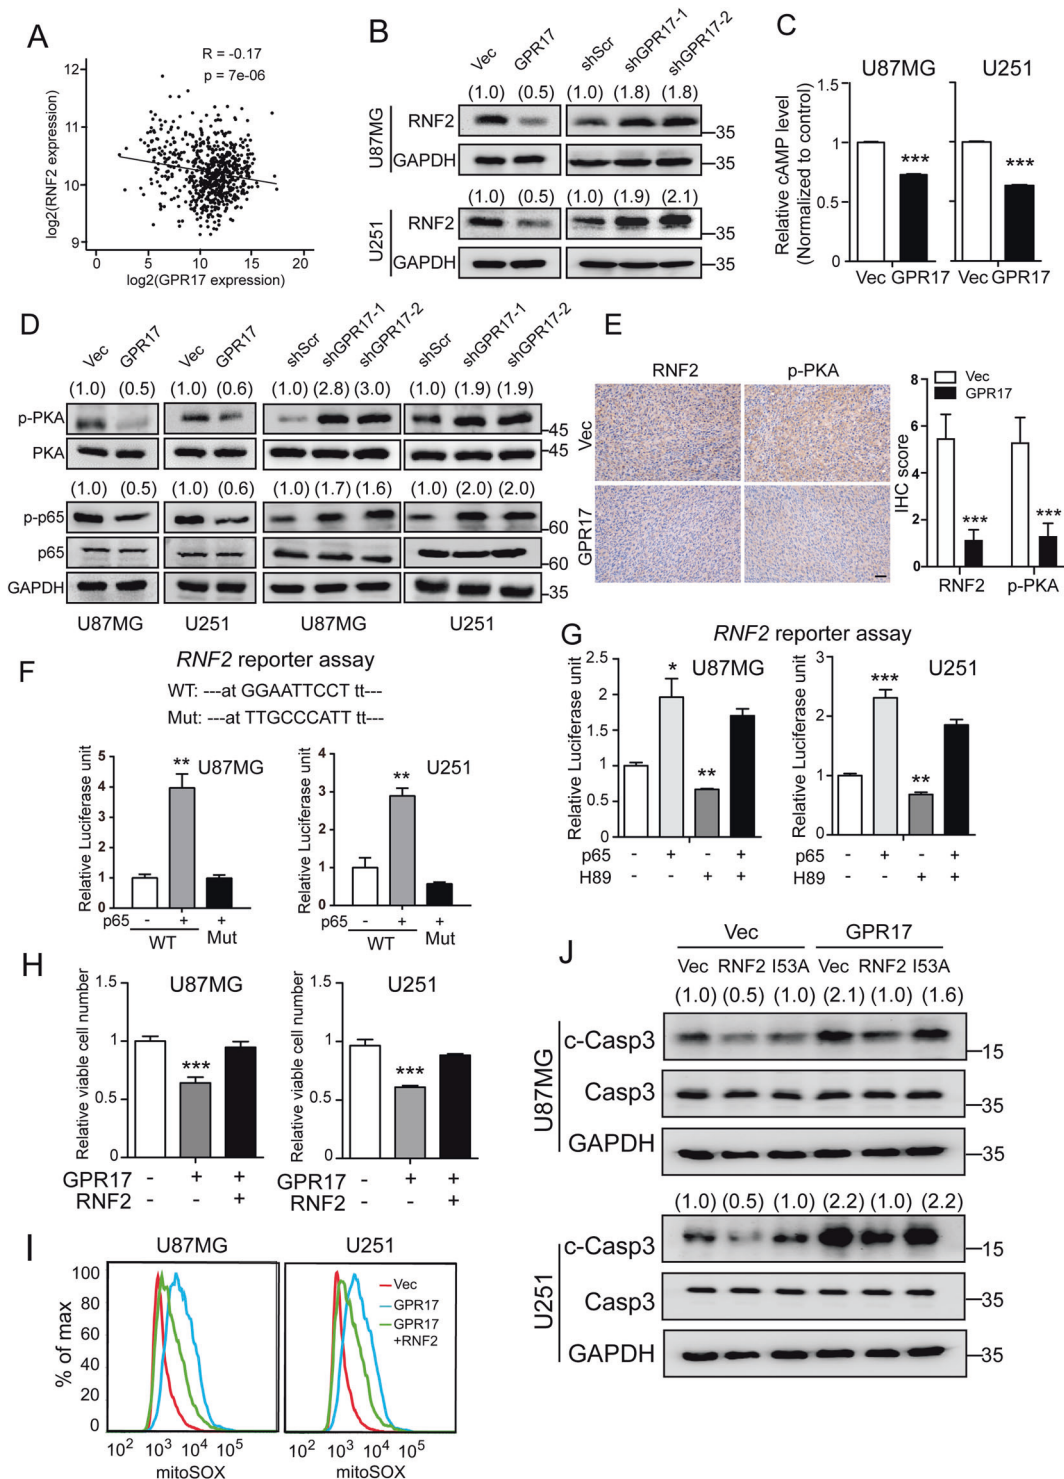 A
R = -0.17
p = 7e-06
12
11
10
9
log2(RNF2 expression)
0 5 10 15 20
log2(GPR17 expression)
B
Vec GPR17 shScr shGPR17-1 shGPR17-2
(1.0) (0.5) (1.0) (1.8) (1.8)
U87MG
RNF2 35
GAPDH 35
(1.0) (0.5) (1.0) (1.9) (2.1)
U251
RNF2 35
GAPDH 35
C
U87MG U251
Relative cAMP level
(Normalized to control)
1.5
1.0
0.5
0
*** ***
Vec GPR17 Vec GPR17
D
Vec GPR17 Vec GPR17 shScr shGPR17-1 shGPR17-2 shScr shGPR17-1 shGPR17-2
(1.0) (0.5) (1.0) (0.6) (1.0) (2.8) (3.0) (1.0) (1.9) (1.9)
p-PKA 45
PKA 45
(1.0) (0.5) (1.0) (0.6) (1.0) (1.7) (1.6) (1.0) (2.0) (2.0)
p-p65 60
p65 60
GAPDH 35
U87MG U251 U87MG U251
E
RNF2 p-PKA
Vec
GPR17
Vec
GPR17
IHC score
8
6
4
2
0
*** ***
RNF2 p-PKA
F
RNF2 reporter assay
WT: ---at GGAATTCCT tt---
Mut: ---at TTGCCCATT tt---
Relative Luciferase unit
5
4
3
2
1
0
U87MG
**
p65 - + +
WT Mut
Relative Luciferase unit
4
3
2
1
0
U251
**
p65 - + +
WT Mut
G
RNF2 reporter assay
Relative Luciferase unit
2.5
2
1.5
1.0
0.5
0
U87MG
* **
p65 - + - +
H89 - - + +
Relative Luciferase unit
3
2
1
0
U251
*** **
p65 - + - +
H89 - - + +
H
Relative viable cell number
1.5
1
0.5
0
U87MG
***
GPR17 - + +
RNF2 - - +
Relative viable cell number
1.5
1
0.5
0
U251
***
GPR17 - + +
RNF2 - - +
I
U87MG U251
% of max
100
80
60
40
20
0
Vec
GPR17
GPR17
+RNF2
10² 10³ 10⁴ 10⁵ 10² 10³ 10⁴ 10⁵
mitoSOX mitoSOX
J
Vec GPR17
Vec RNF2 I53A Vec RNF2 I53A
(1.0) (0.5) (1.0) (2.1) (1.0) (1.6)
U87MG
c-Casp3 15
Casp3 35
GAPDH 35
(1.0) (0.5) (1.0) (2.2) (1.0) (2.2)
U251
c-Casp3 15
Casp3 35
GAPDH 35